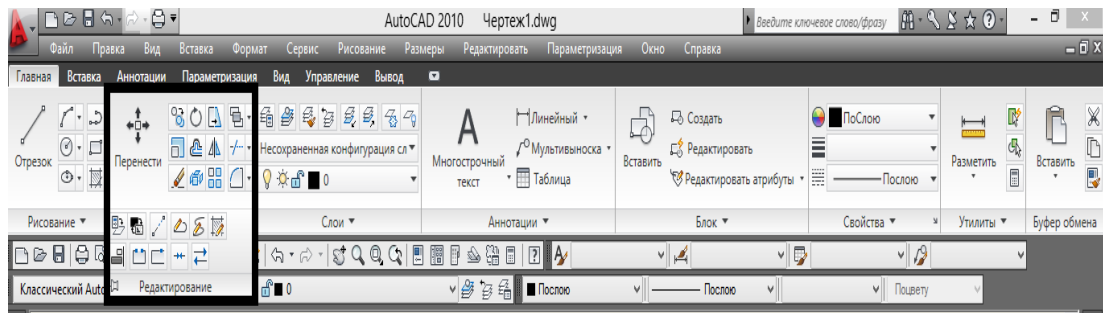 AutoCAD 2010 Чертеж1.dwg Введите ключевое слово/фразу
Файл Правка Вид Вставка Формат Сервис Рисование Размеры Редактировать Параметризация Окно Справка
Главная Вставка Аннотации Параметризация Вид Управление Вывод
Отрезок
Перенести
Несохраненная конфигурация сл
0
Многострочный
текст
Линейный
Мультивыноска
Таблица
Вставить
Создать
Редактировать
Редактировать атрибуты
ПоСлою
Послою
Разметить
Вставить
Рисование Слои Аннотации Блок Свойства Утилиты Буфер обмена
Классический Auto Редактирование 0 Послою Послою Поцвету